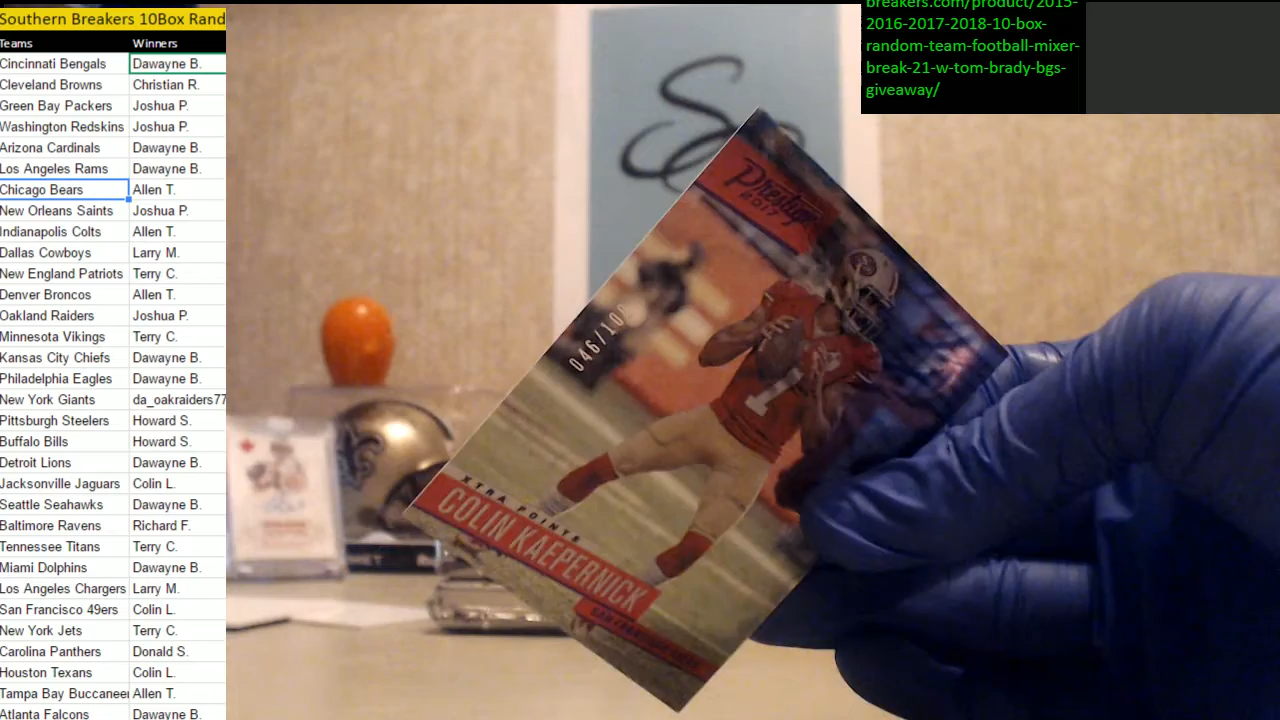 Southern Breakers 10Box Rand
Teams Winners
Cincinnati Bengals Dawayne B.
Cleveland Browns Christian R.
Green Bay Packers Joshua P.
Washington Redskins Joshua P.
Arizona Cardinals Dawayne B.
Los Angeles Rams Dawayne B.
Chicago Bears Allen T.
New Orleans Saints Joshua P.
Indianapolis Colts Allen T.
Dallas Cowboys Larry M.
New England Patriots Terry C.
Denver Broncos Allen T.
Oakland Raiders Joshua P.
Minnesota Vikings Terry C.
Kansas City Chiefs Dawayne B.
Philadelphia Eagles Dawayne B.
New York Giants da_oakraiders77
Pittsburgh Steelers Howard S.
Buffalo Bills Howard S.
Detroit Lions Dawayne B.
Jacksonville Jaguars Colin L.
Seattle Seahawks Dawayne B.
Baltimore Ravens Richard F.
Tennessee Titans Terry C.
Miami Dolphins Dawayne B.
Los Angeles Chargers Larry M.
San Francisco 49ers Colin L.
New York Jets Terry C.
Carolina Panthers Donald S.
Houston Texans Colin L.
Tampa Bay Buccaneer Allen T.
Atlanta Falcons Dawayne B.
breakers.com/product/2015-
2016-2017-2018-10-box-
random-team-football-mixer-
break-21-w-tom-brady-bgs-
giveaway/
Prestige
2017
046/100
1
XTRA POINTS
COLIN KAEPERNICK
SAN FRANCISCO 49ERS